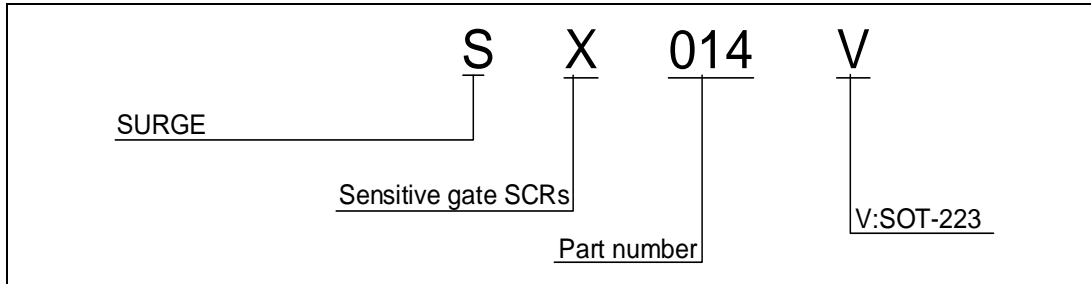 S X 014 V
SURGE
Sensitive gate SCRs
V:SOT-223
Part number